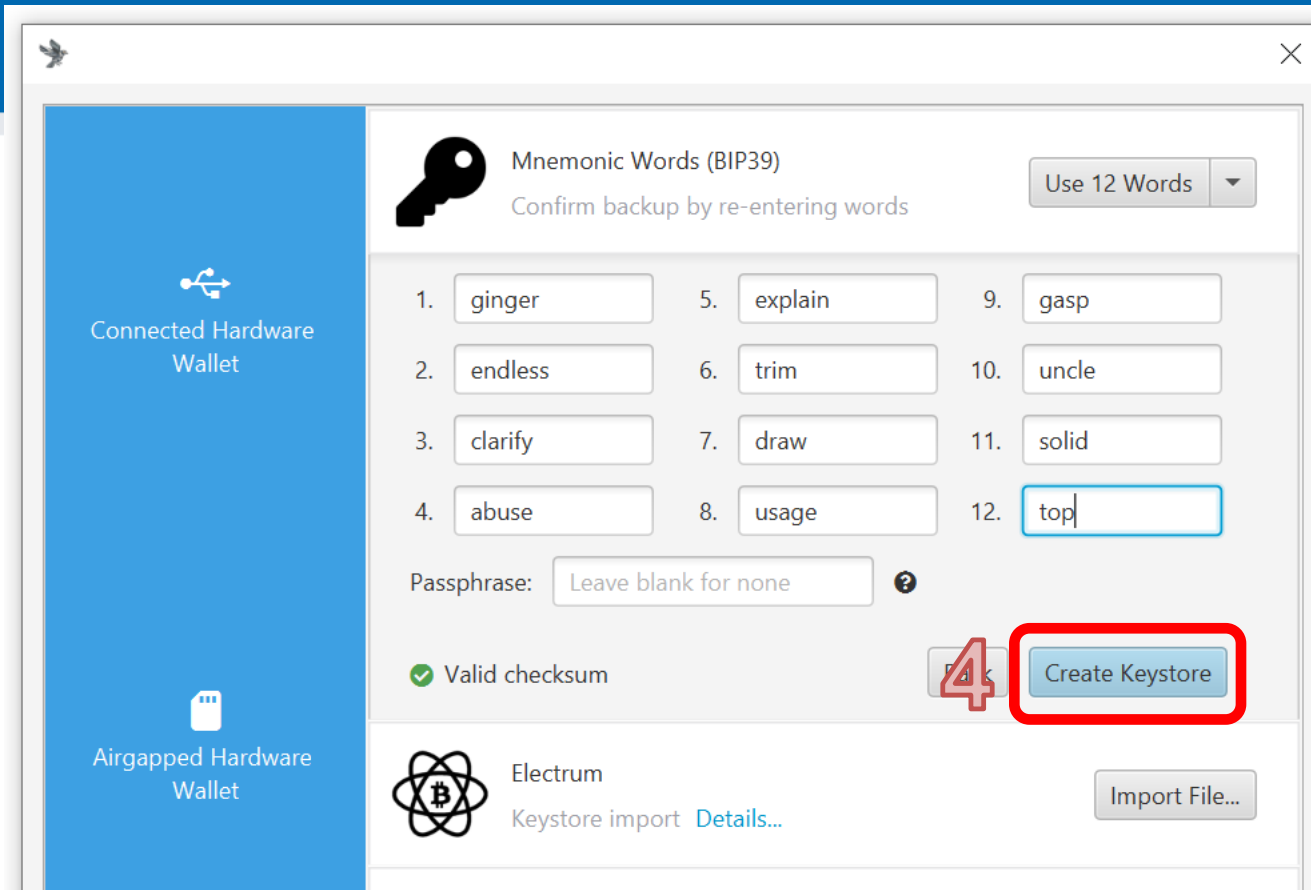 Mnemonic Words (BIP39)
Confirm backup by re-entering words
Use 12 Words
Connected Hardware
Wallet
1. ginger
5. explain
9. gasp
2. endless
6. trim
10. uncle
3. clarify
7. draw
11. solid
4. abuse
8. usage
12. top
Passphrase: Leave blank for none ?
Valid checksum
4
Create Keystore
Airgapped Hardware
Wallet
Electrum
Keystore import Details...
Import File...